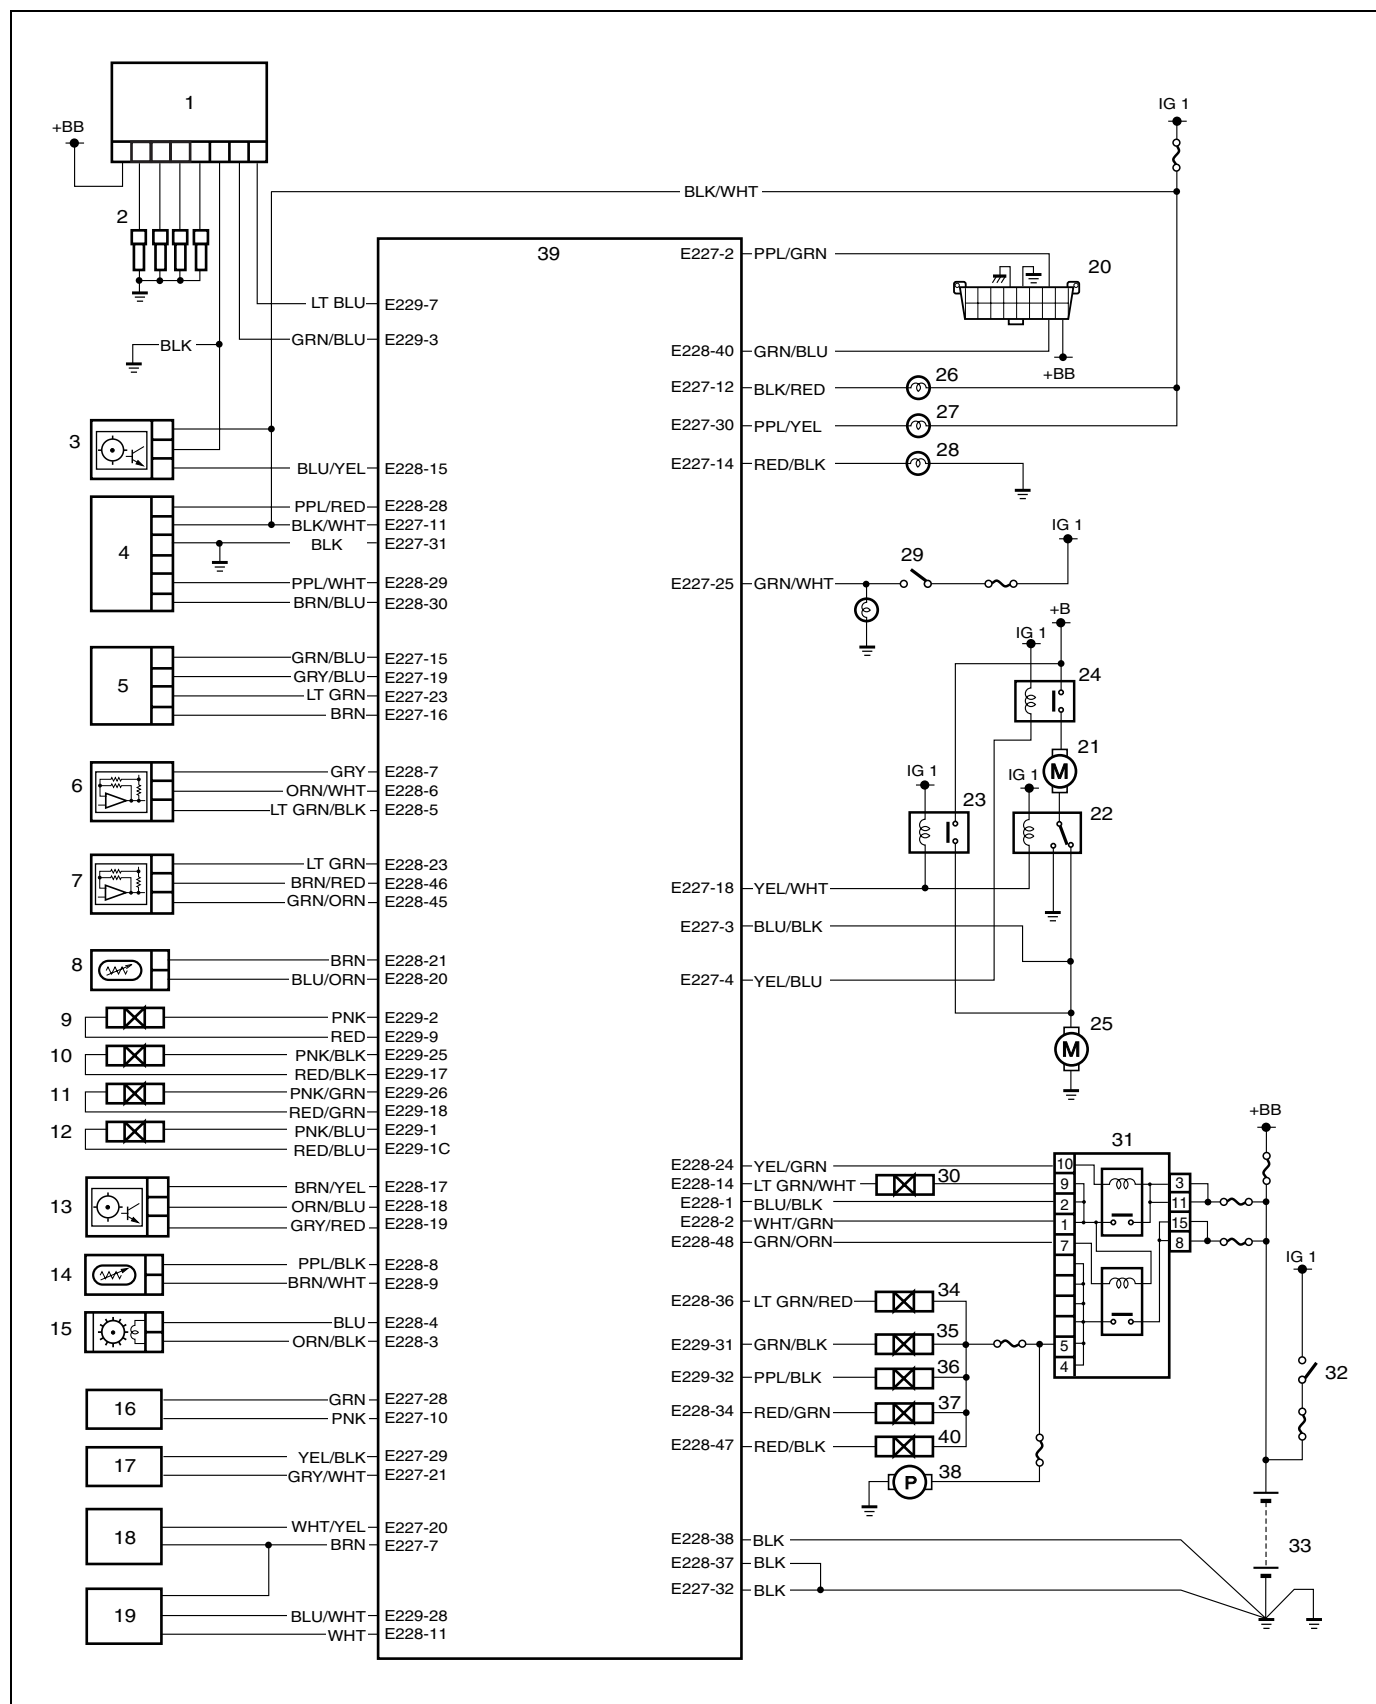 1
+BB
IG 1
BLK/WHT
2
39
E227-2 PPL/GRN
20
LT BLU E229-7
GRN/BLU E229-3
BLK
E228-40 GRN/BLU
+BB
E227-12 BLK/RED 26
E227-30 PPL/YEL 27
E227-14 RED/BLK 28
3
BLU/YEL E228-15
4
PPL/RED E228-28
BLK/WHT E227-11
BLK E227-31
PPL/WHT E228-29
BRN/BLU E228-30
IG 1
29
E227-25 GRN/WHT
+B
IG 1
24
5
GRN/BLU E227-15
GRY/BLU E227-19
LT GRN E227-23
BRN E227-16
21
M
IG 1
IG 1
23
22
6
GRY E228-7
ORN/WHT E228-6
LT GRN/BLK E228-5
7
LT GRN E228-23
BRN/RED E228-46
GRN/ORN E228-45
E227-18 YEL/WHT
E227-3 BLU/BLK
E227-4 YEL/BLU
8
BRN E228-21
BLU/ORN E228-20
9
PNK E229-2
RED E229-9
10
PNK/BLK E229-25
RED/BLK E229-17
11
PNK/GRN E229-26
RED/GRN E229-18
12
PNK/BLU E229-1
RED/BLU E229-1C
25
M
+BB
31
E228-24 YEL/GRN 10
E228-14 LT GRN/WHT 30 9
E228-1 BLU/BLK 2
E228-2 WHT/GRN 1
E228-48 GRN/ORN 7
3
11
15
8
13
BRN/YEL E228-17
ORN/BLU E228-18
GRY/RED E228-19
14
PPL/BLK E228-8
BRN/WHT E228-9
15
BLU E228-4
ORN/BLK E228-3
IG 1
E228-36 LT GRN/RED 34
E229-31 GRN/BLK 35 5
E229-32 PPL/BLK 36 4
E228-34 RED/GRN 37
E228-47 RED/BLK 40
P 38
32
16
GRN E227-28
PNK E227-10
17
YEL/BLK E227-29
GRY/WHT E227-21
18
WHT/YEL E227-20
BRN E227-7
E228-38 BLK
E228-37 BLK
E227-32 BLK
33
19
BLU/WHT E229-28
WHT E228-11